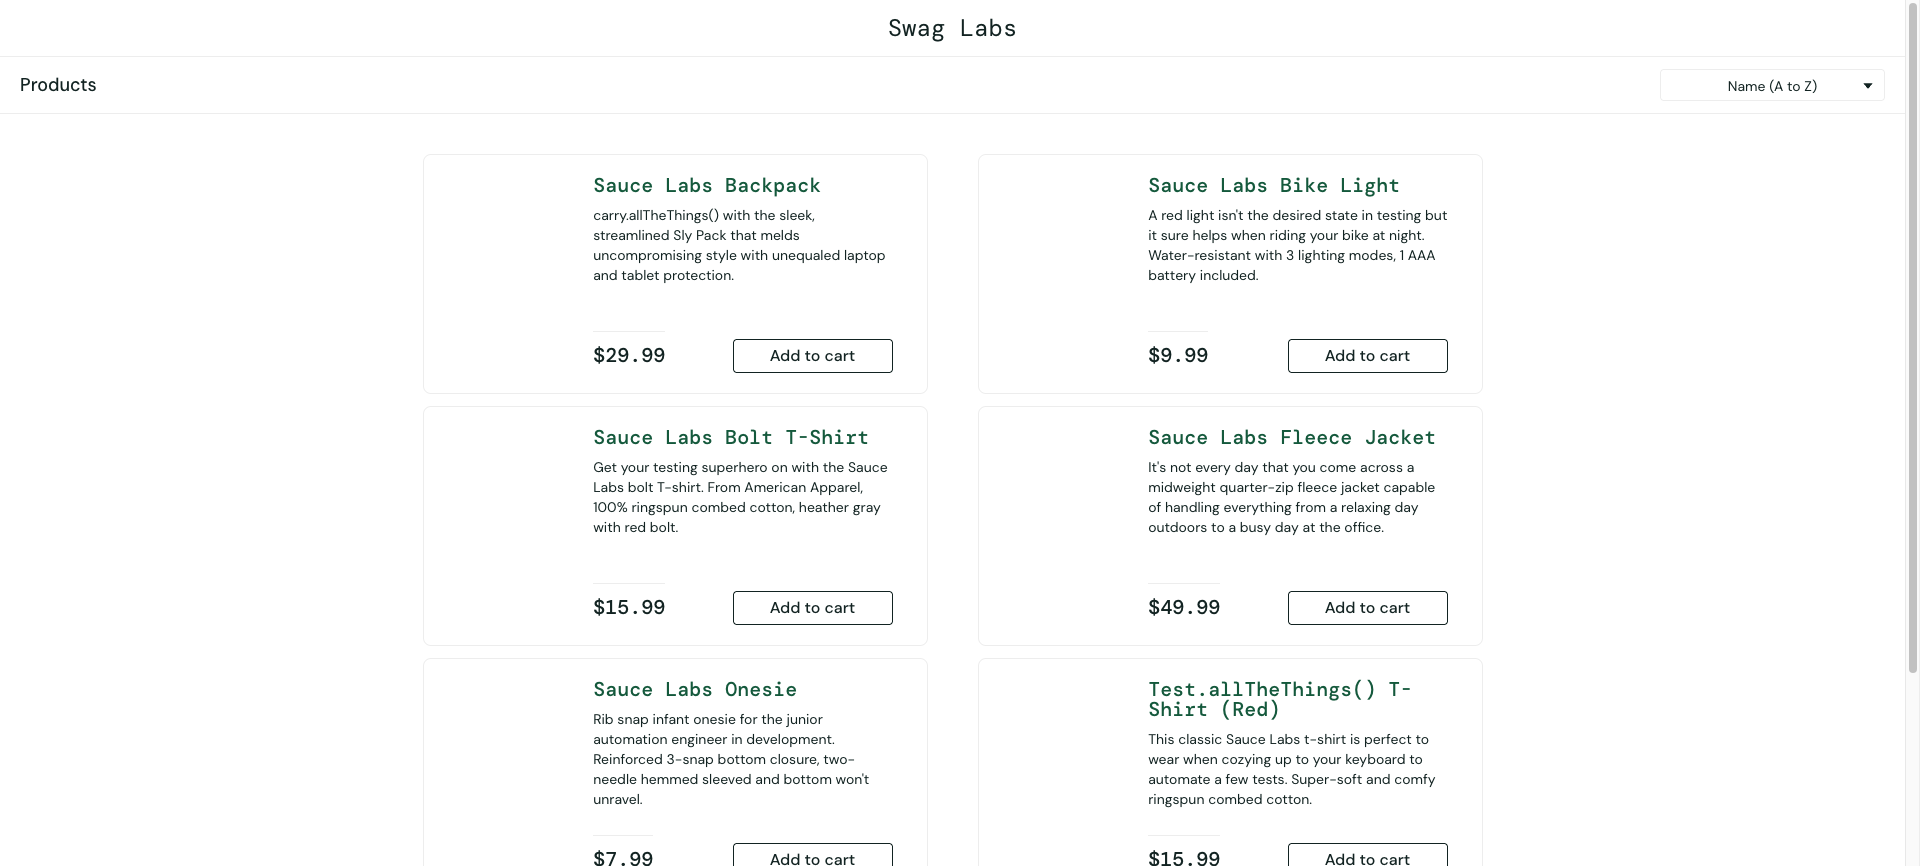 Swag Labs
Products
Name (A to Z)
Sauce Labs Backpack
carry.allTheThings() with the sleek,
streamlined Sly Pack that melds
uncompromising style with unequaled laptop
and tablet protection.
$29.99
Add to cart
Sauce Labs Bike Light
A red light isn't the desired state in testing but
it sure helps when riding your bike at night.
Water-resistant with 3 lighting modes, 1 AAA
battery included.
$9.99
Add to cart
Sauce Labs Bolt T-Shirt
Get your testing superhero on with the Sauce
Labs bolt T-shirt. From American Apparel,
100% ringspun combed cotton, heather gray
with red bolt.
$15.99
Add to cart
Sauce Labs Fleece Jacket
It's not every day that you come across a
midweight quarter-zip fleece jacket capable
of handling everything from a relaxing day
outdoors to a busy day at the office.
$49.99
Add to cart
Sauce Labs Onesie
Rib snap infant onesie for the junior
automation engineer in development.
Reinforced 3-snap bottom closure, two-
needle hemmed sleeved and bottom won't
unravel.
$7.99
Add to cart
Test.allTheThings() T-
Shirt (Red)
This classic Sauce Labs t-shirt is perfect to
wear when cozying up to your keyboard to
automate a few tests. Super-soft and comfy
ringspun combed cotton.
$15.99
Add to cart